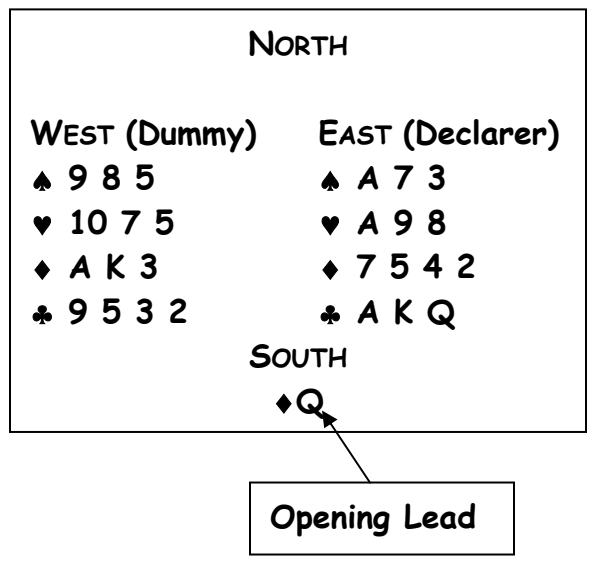 NORTH
WEST (Dummy) EAST (Declarer)
♠ 9 8 5 ♠ A 7 3
♥ 10 7 5 ♥ A 9 8
♦ A K 3 ♦ 7 5 4 2
♣ 9 5 3 2 ♣ A K Q
SOUTH
♦Q
Opening Lead